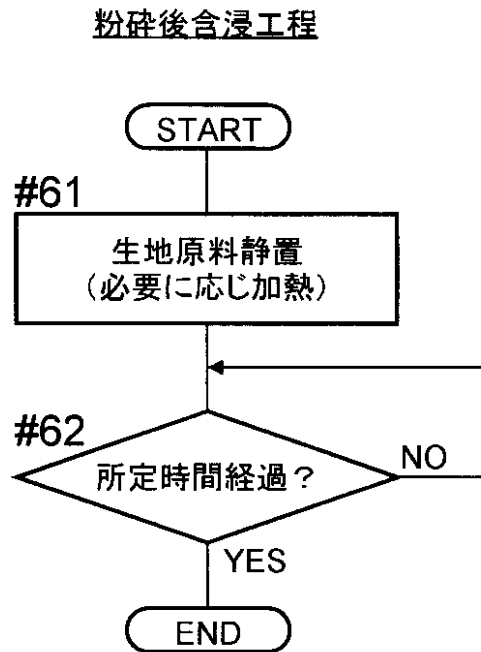 粉砕後含浸工程
START
#61
生地原料静置
(必要に応じ加熱)
#62
所定時間経過？
NO
YES
END